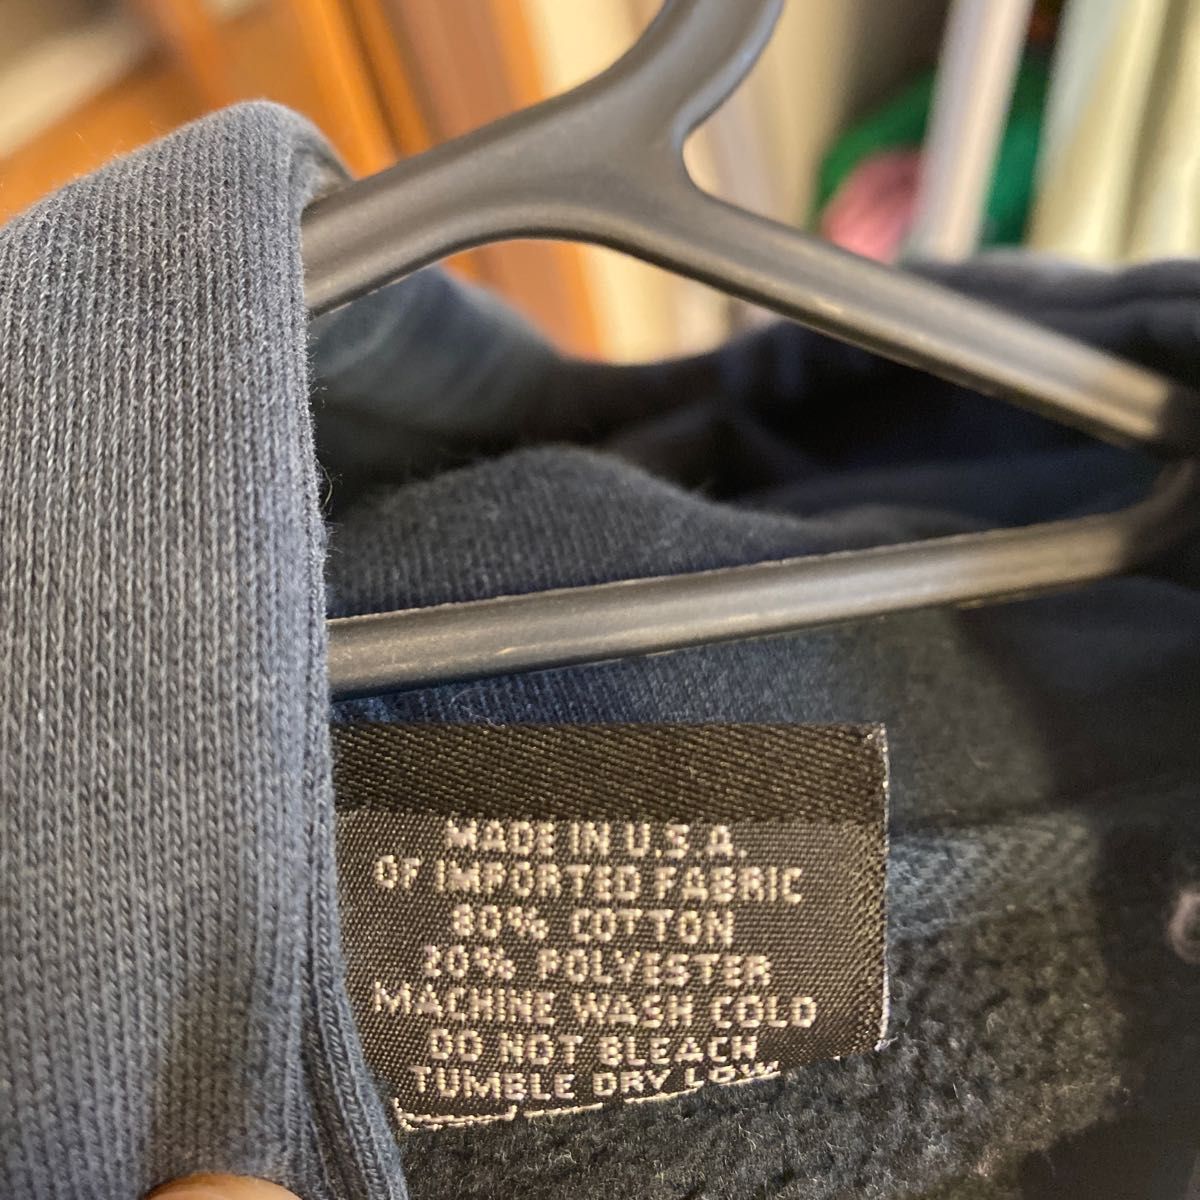 MADE IN U.S.A.
OF IMPORTED FABRIC
80% COTTON
20% POLYESTER
MACHINE WASH COLD
DO NOT BLEACH
TUMBLE DRY LOW